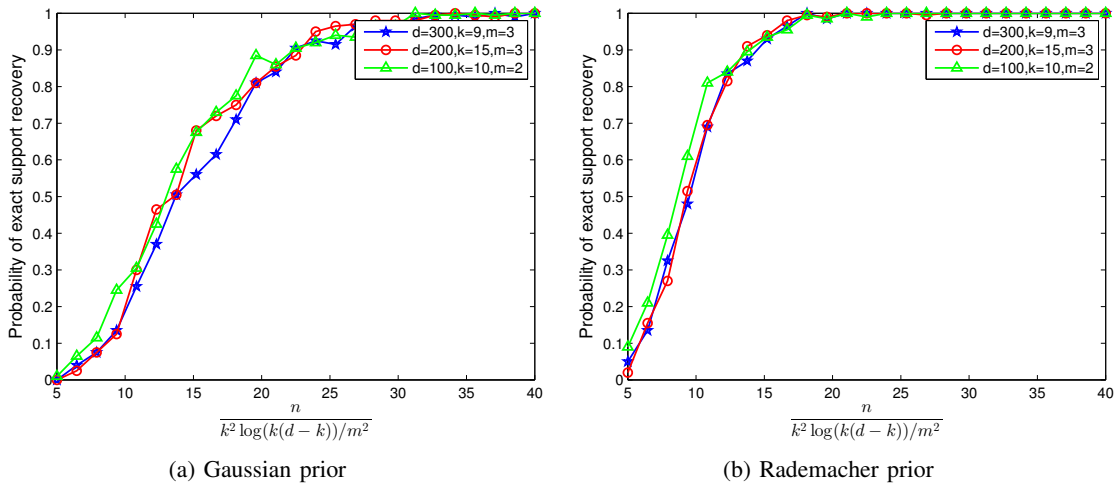 Probability of exact support recovery
1
0.9
0.8
0.7
0.6
0.5
0.4
0.3
0.2
0.1
0
5 10 15 20 25 30 35 40
d=300,k=9,m=3
d=200,k=15,m=3
d=100,k=10,m=2
n
k² log(k(d − k))/m²
(a) Gaussian prior
Probability of exact support recovery
1
0.9
0.8
0.7
0.6
0.5
0.4
0.3
0.2
0.1
0
5 10 15 20 25 30 35 40
d=300,k=9,m=3
d=200,k=15,m=3
d=100,k=10,m=2
n
k² log(k(d − k))/m²
(b) Rademacher prior